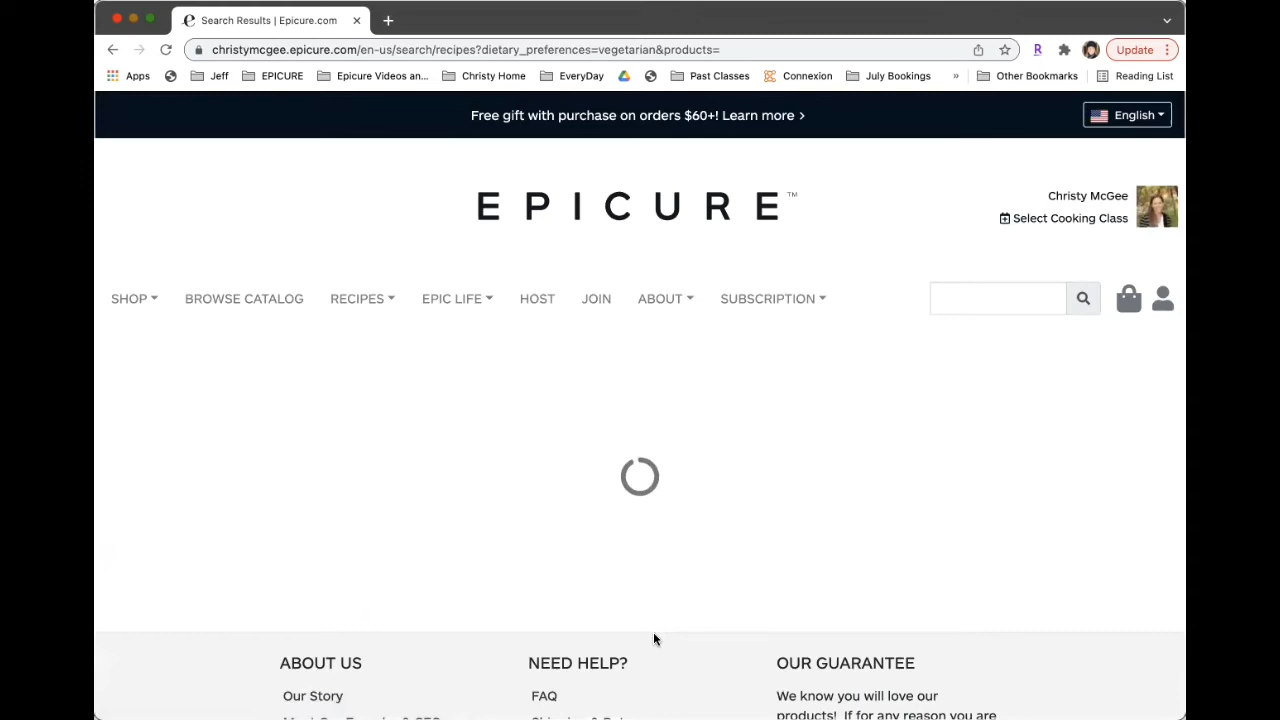 Search Results | Epicure.com
christymcgee.epicure.com/en-us/search/recipes?dietary_preferences=vegetarian&products=
R
Update
Apps
Jeff
EPICURE
Epicure Videos an...
Christy Home
EveryDay
Past Classes
Connexion
July Bookings
»
Other Bookmarks
Reading List
Free gift with purchase on orders $60+! Learn more >
English
EPICURE™
Christy McGee
Select Cooking Class
SHOP
BROWSE CATALOG
RECIPES
EPIC LIFE
HOST
JOIN
ABOUT
SUBSCRIPTION
ABOUT US
NEED HELP?
OUR GUARANTEE
Our Story
FAQ
We know you will love our
products! If for any reason you are